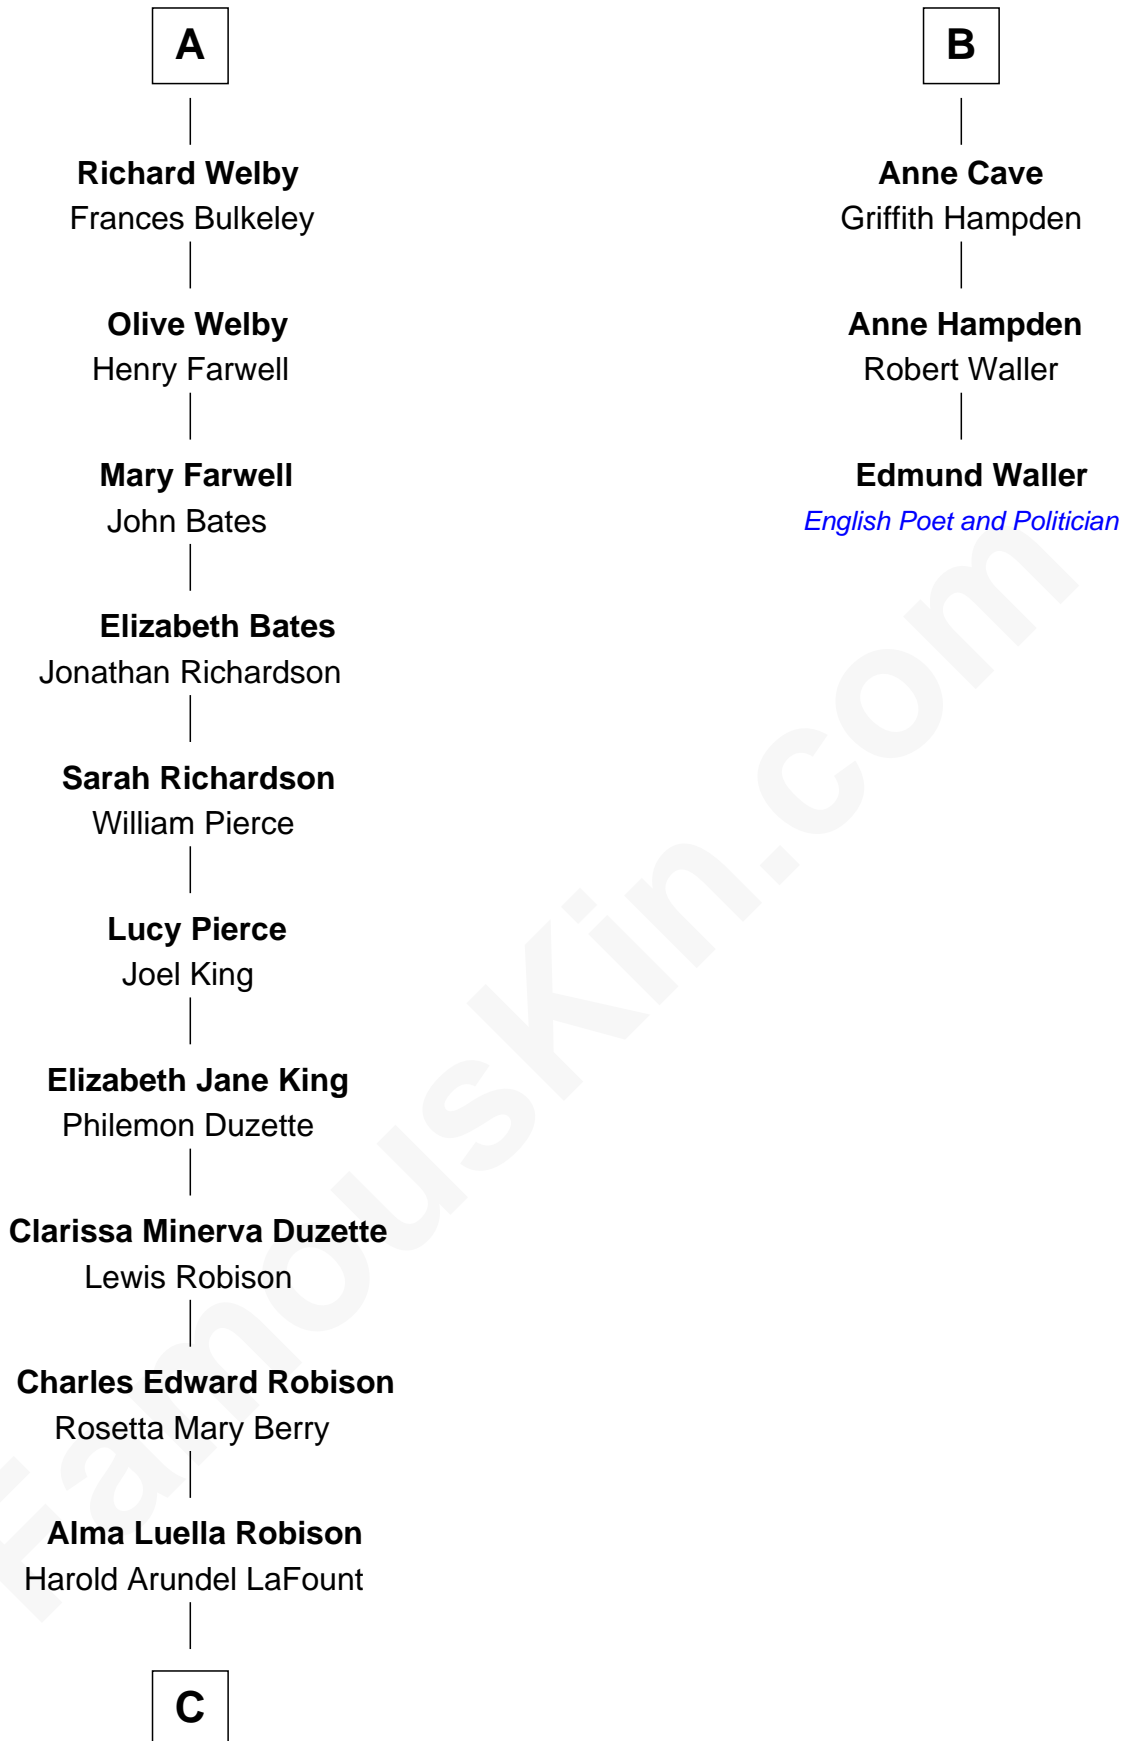 A
Richard Welby
Frances Bulkeley
Olive Welby
Henry Farwell
Mary Farwell
John Bates
Elizabeth Bates
Jonathan Richardson
Sarah Richardson
William Pierce
Lucy Pierce
Joel King
Elizabeth Jane King
Philemon Duzette
Clarissa Minerva Duzette
Lewis Robison
Charles Edward Robison
Rosetta Mary Berry
Alma Luella Robison
Harold Arundel LaFount
C
B
Anne Cave
Griffith Hampden
Anne Hampden
Robert Waller
Edmund Waller
English Poet and Politician
FamousKin.com